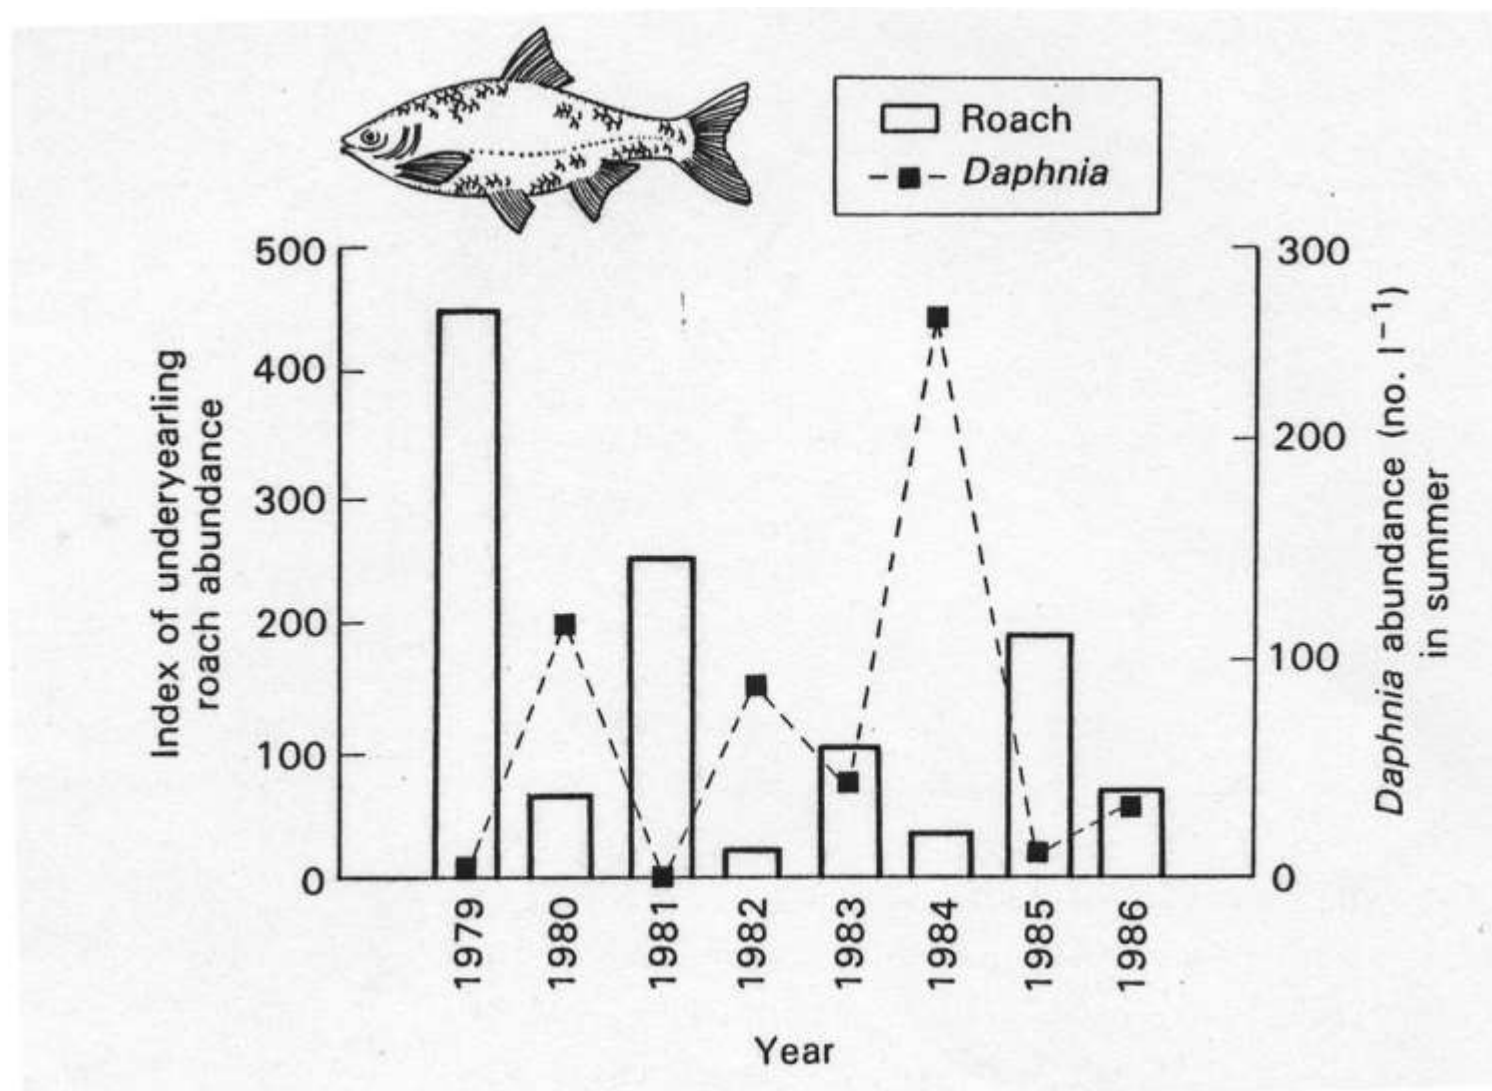 Roach
Daphnia
500
400
300
200
100
0
Index of underyearling
roach abundance
300
200
100
0
Daphnia abundance (no. l⁻¹)
in summer
1979
1980
1981
1982
1983
1984
1985
1986
Year